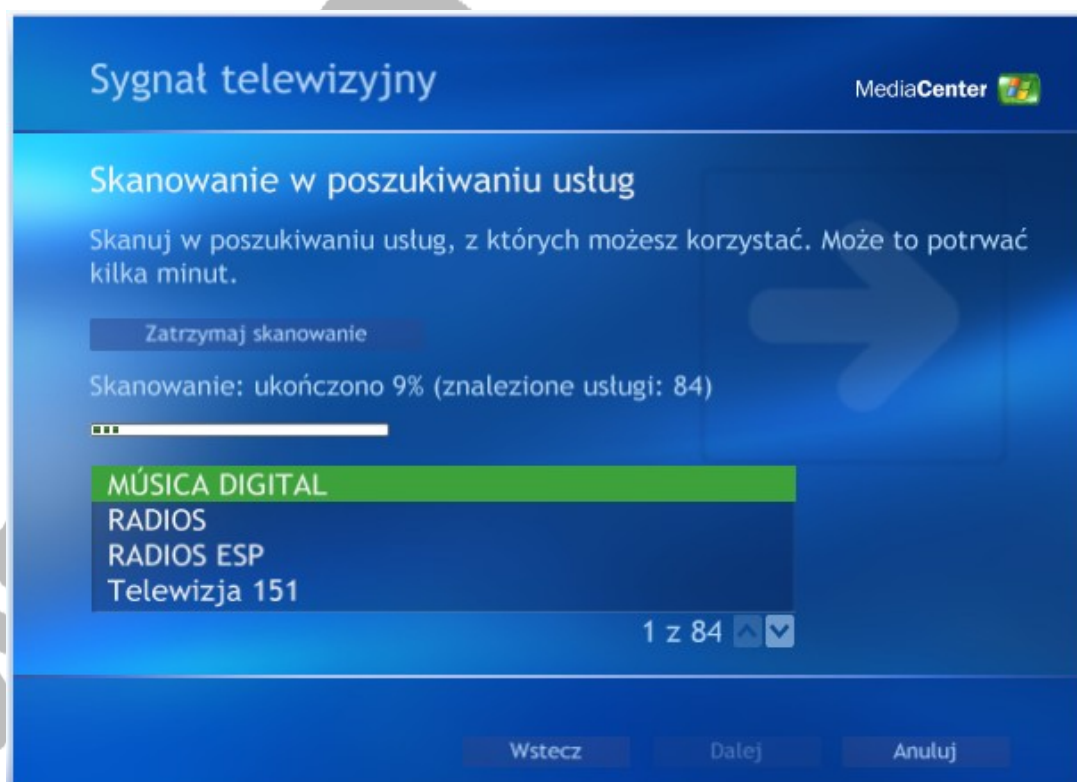 Sygnał telewizyjny
MediaCenter
Skanowanie w poszukiwaniu usług
Skanuj w poszukiwaniu usług, z których możesz korzystać. Może to potrwać
kilka minut.
Zatrzymaj skanowanie
Skanowanie: ukończono 9% (znalezione usługi: 84)
MÚSICA DIGITAL
RADIOS
RADIOS ESP
Telewizja 151
1 z 84
Wstecz Dalej Anuluj